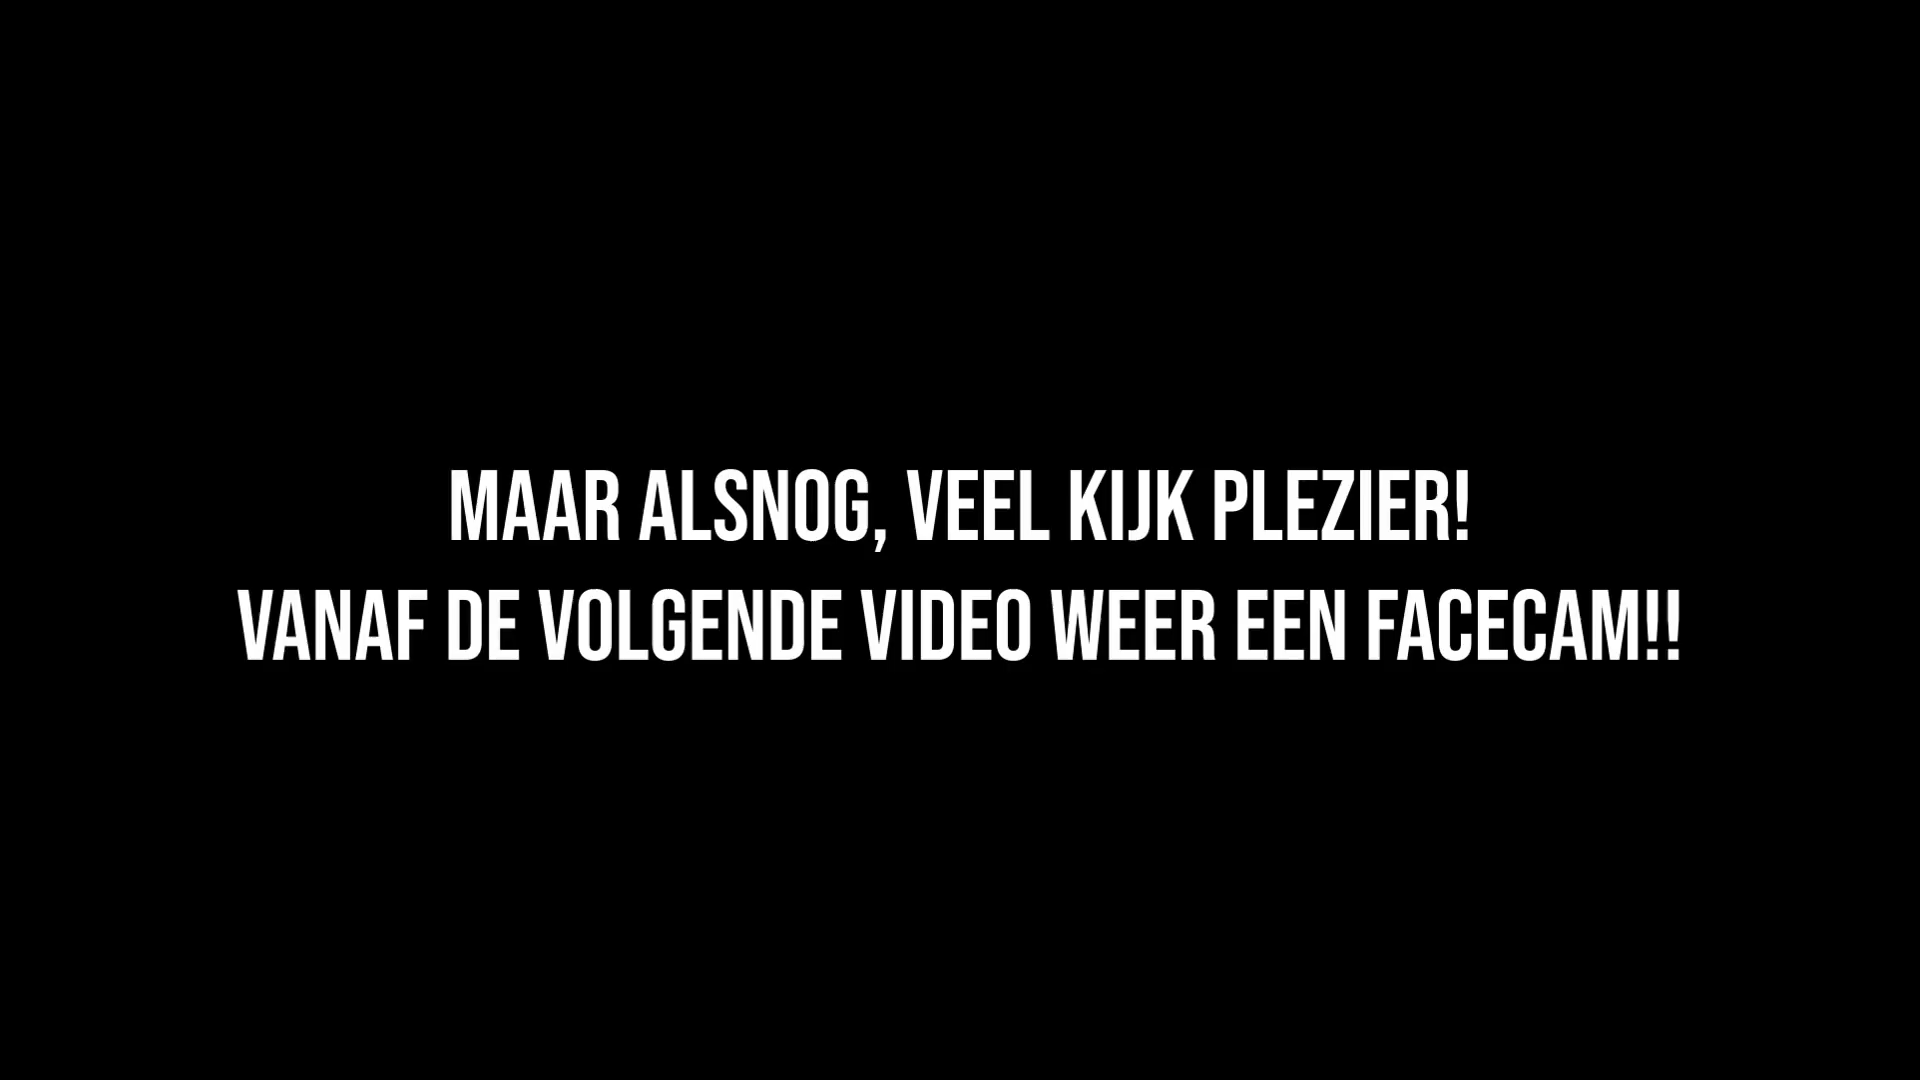 MAAR ALSNOG, VEEL KIJK PLEZIER!
VANAF DE VOLGENDE VIDEO WEER EEN FACECAM!!